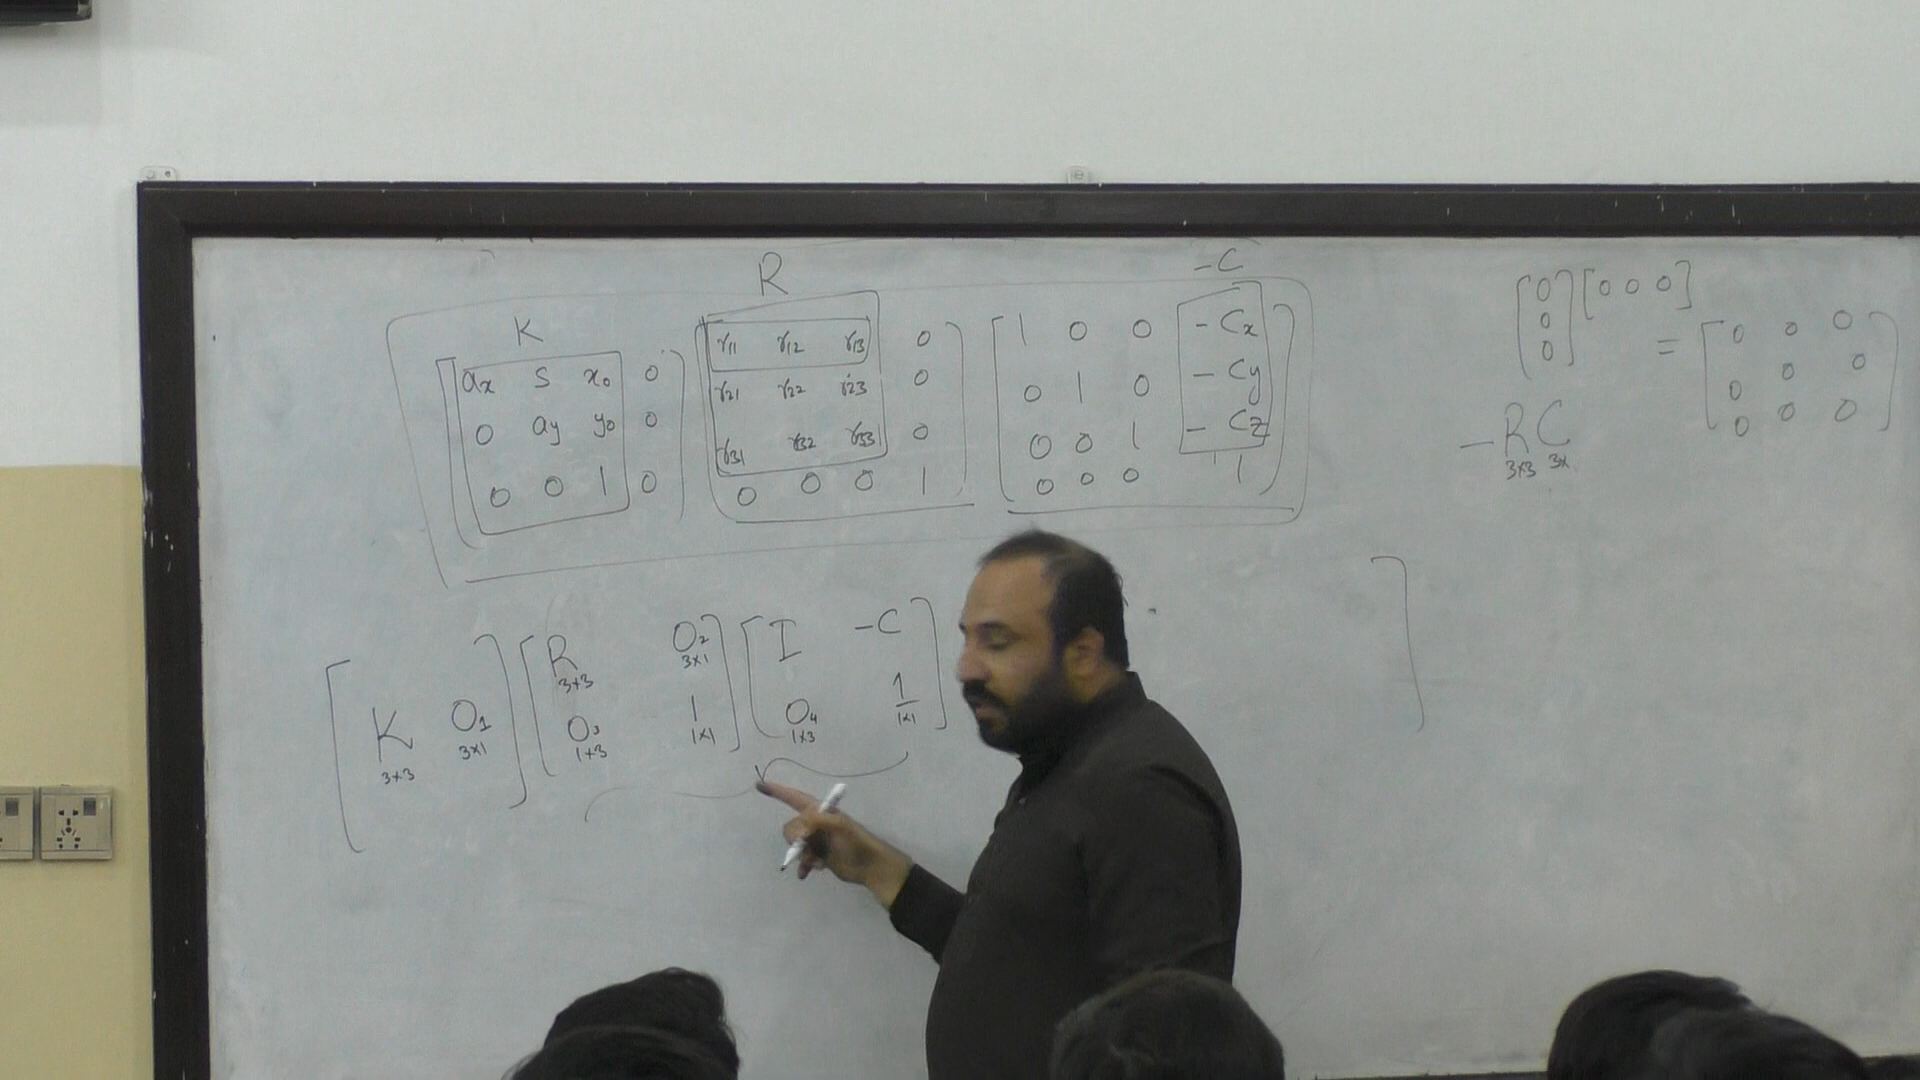 K
R
-C
ax s x0 0
0 ay y0 0
0 0 1 0
r11 r12 r13 0
r21 r22 r23 0
r31 r32 r33 0
0 0 0 1
1 0 0 -Cx
0 1 0 -Cy
0 0 1 -Cz
0 0 0 1
[0 [0 0 0]
0
0]
= [0 0 0
0 0 0
0 0 0]
-R C
3x3 3x
[K O1]
3x3 3x1
[R O2
3x3 3x1
O3 1]
1x3 1x1
[I -C
O4 1]
1x3 1x1